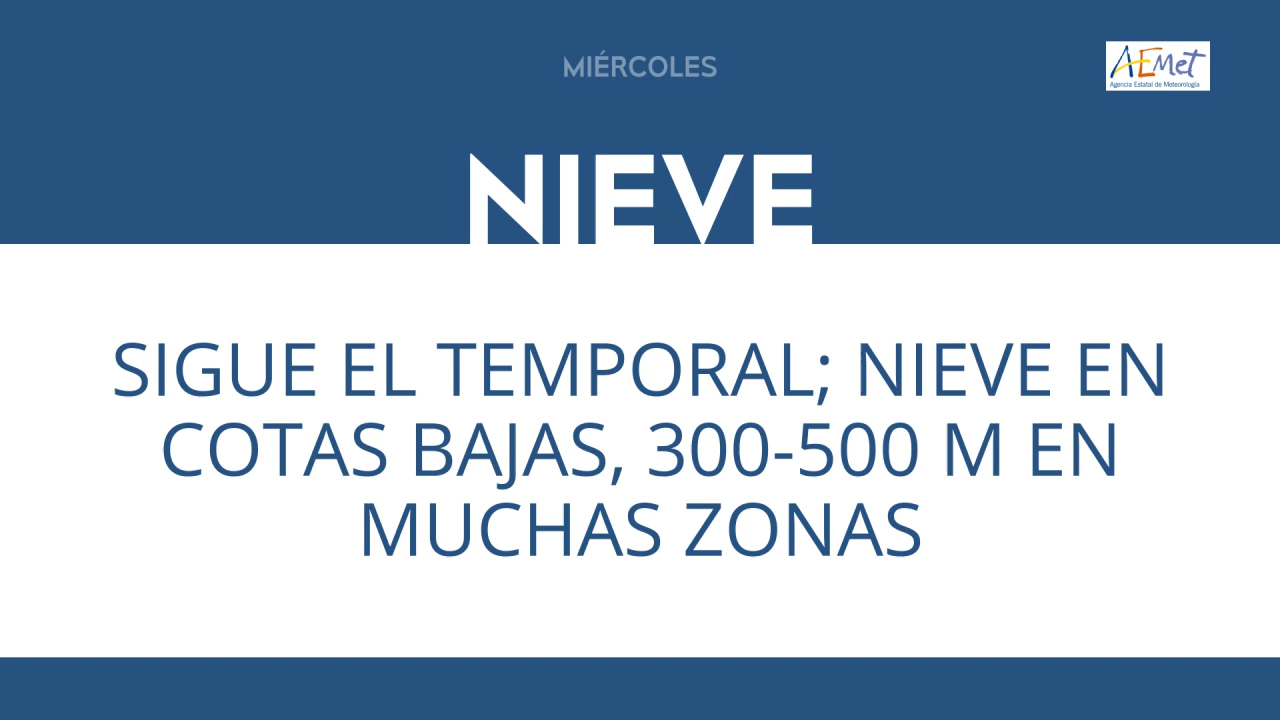 MIÉRCOLES
AEMet
Agencia Estatal de Meteorología
NIEVE
SIGUE EL TEMPORAL; NIEVE EN
COTAS BAJAS, 300-500 M EN
MUCHAS ZONAS